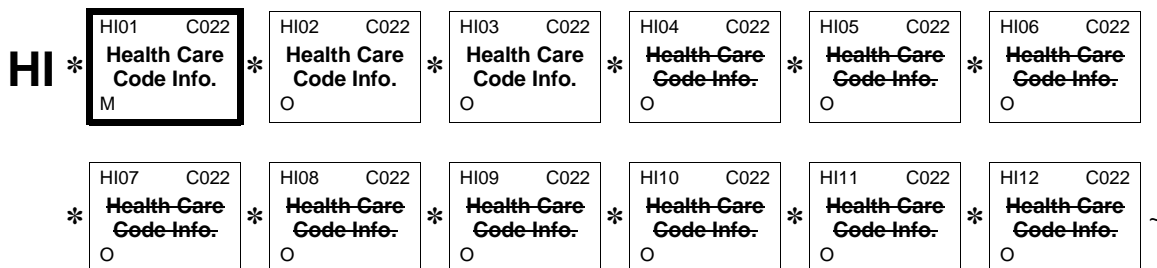 HI01 C022 HI02 C022 HI03 C022 HI04 C022 HI05 C022 HI06 C022
HI * Health Care * Health Care * Health Care * Health Care * Health Care * Health Care
Code Info. Code Info. Code Info. Code Info. Code Info. Code Info.
M O O O O O
HI07 C022 HI08 C022 HI09 C022 HI10 C022 HI11 C022 HI12 C022
* Health Care * Health Care * Health Care * Health Care * Health Care * Health Care ~
Code Info. Code Info. Code Info. Code Info. Code Info. Code Info.
O O O O O O